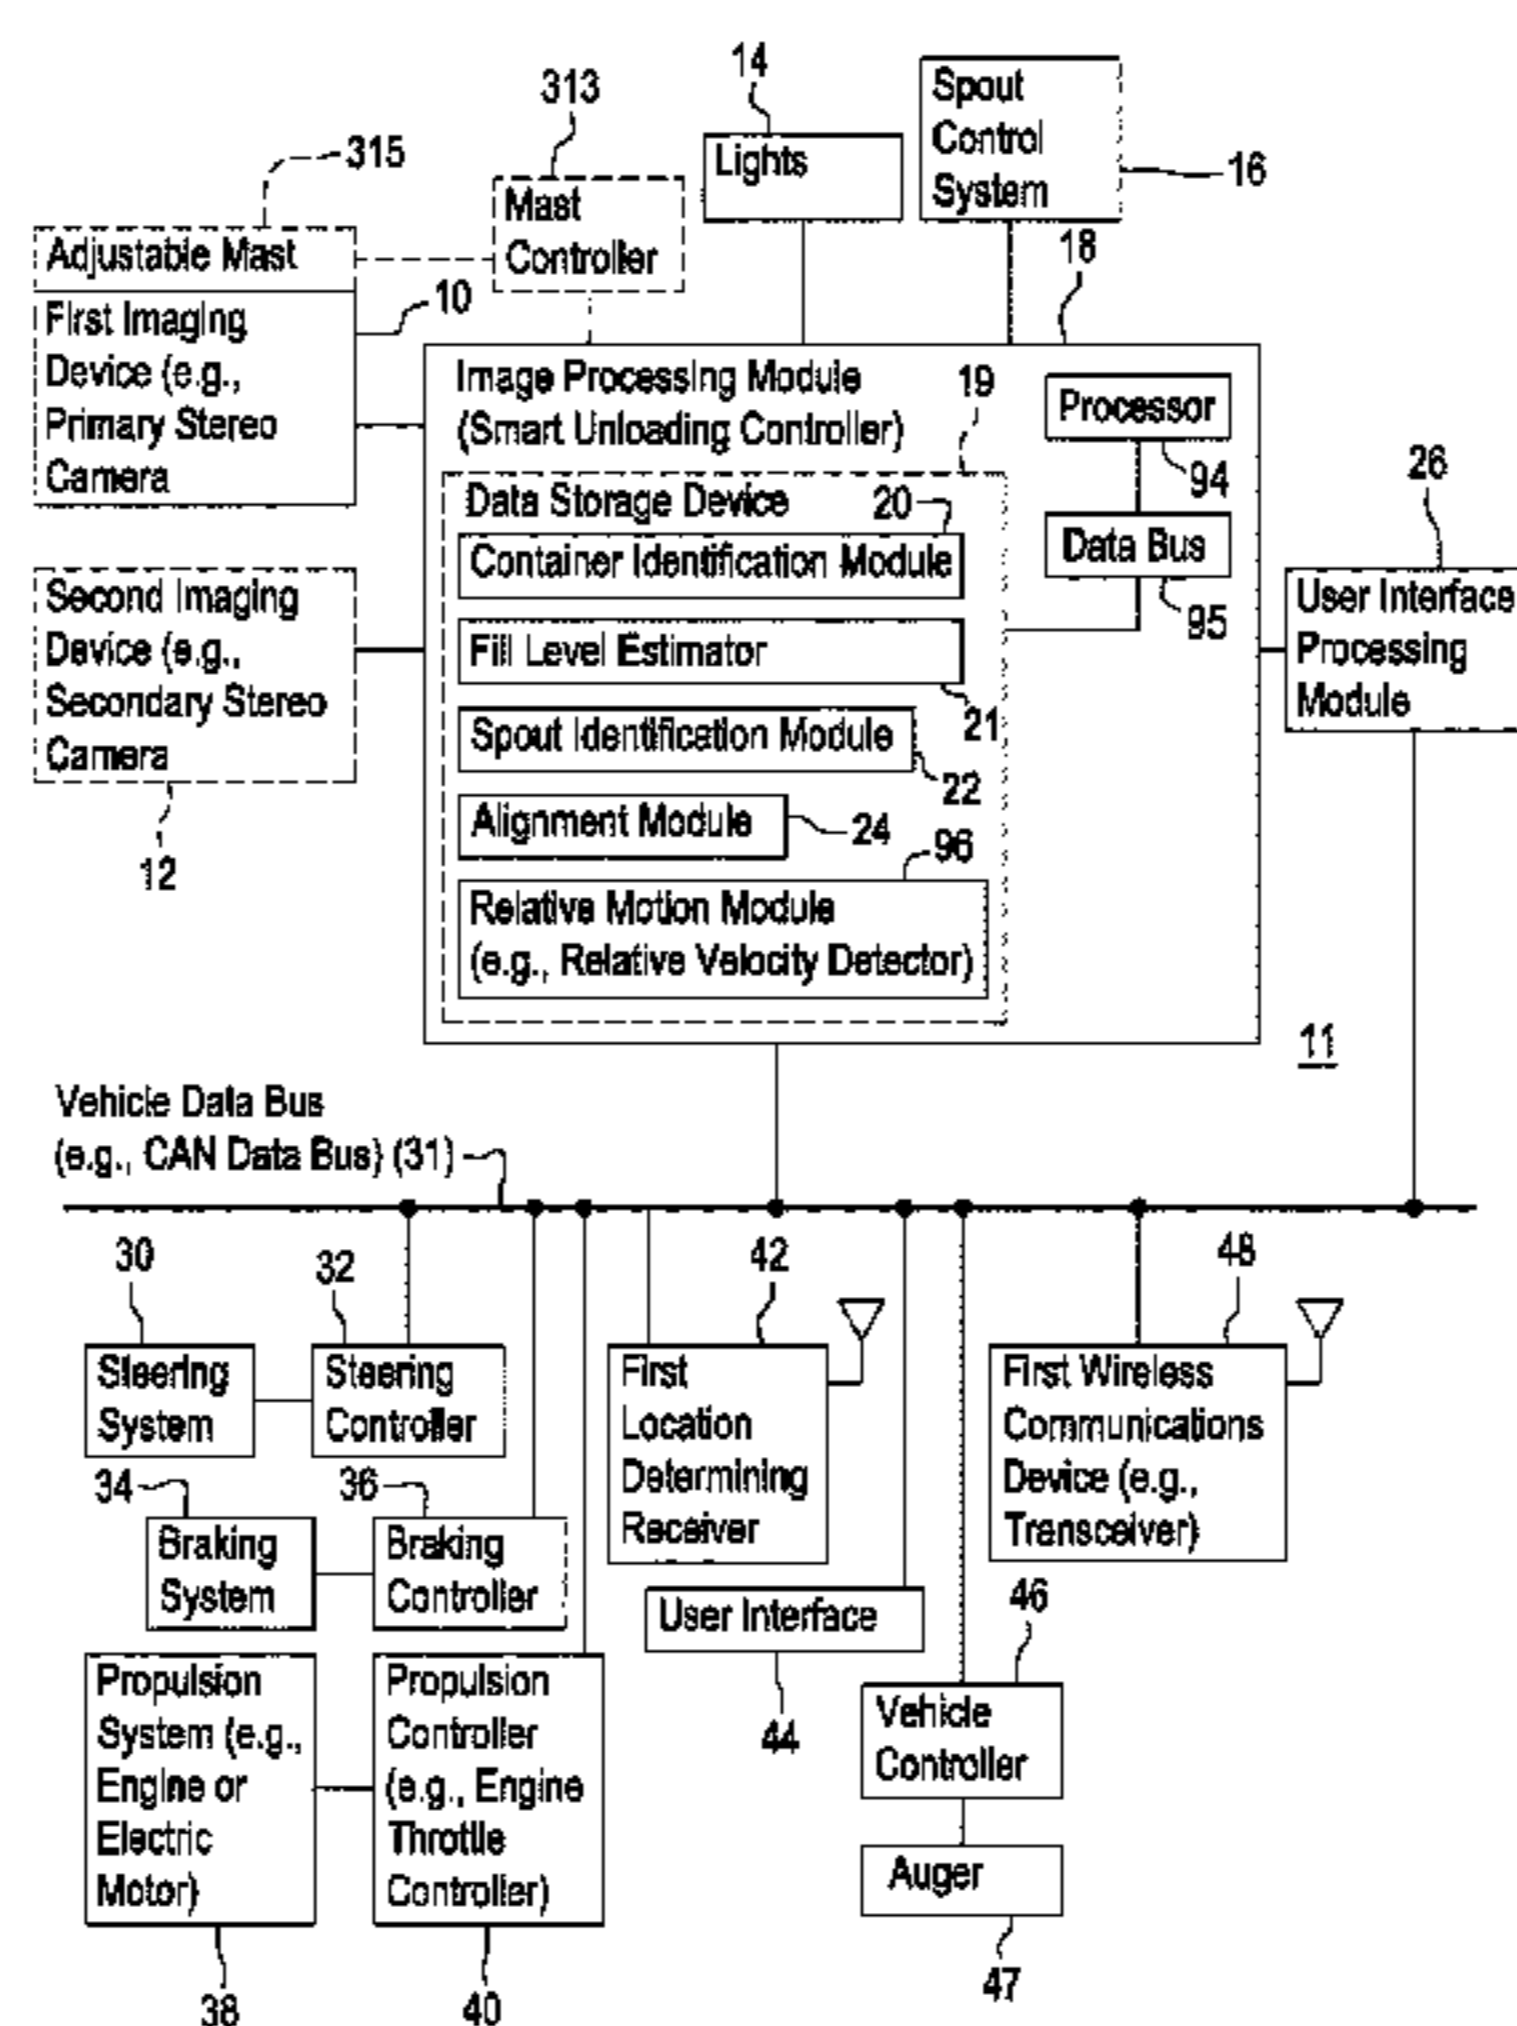 14
313
315
Spout
Control
System
16
Lights
Mast
Controller
18
Adjustable Mast
10
First Imaging
Device (e.g.,
Primary Stereo
Camera
Image Processing Module
(Smart Unloading Controller)
19
Processor
94
26
Data Storage Device
20
Data Bus
95
Container Identification Module
Second Imaging
Device (e.g.,
Secondary Stereo
Camera
12
User Interface
Processing
Module
Fill Level Estimator
21
Spout Identification Module
22
Alignment Module
24
96
Relative Motion Module
(e.g., Relative Velocity Detector)
11
Vehicle Data Bus
(e.g., CAN Data Bus) (31)
30
32
42
48
Steering
System
Steering
Controller
First
Location
Determining
Receiver
First Wireless
Communications
Device (e.g.,
Transceiver)
34
36
Braking
System
Braking
Controller
User Interface
44
46
Propulsion
System (e.g.,
Engine or
Electric
Motor)
Propulsion
Controller
(e.g., Engine
Throttle
Controller)
Vehicle
Controller
Auger
47
38
40